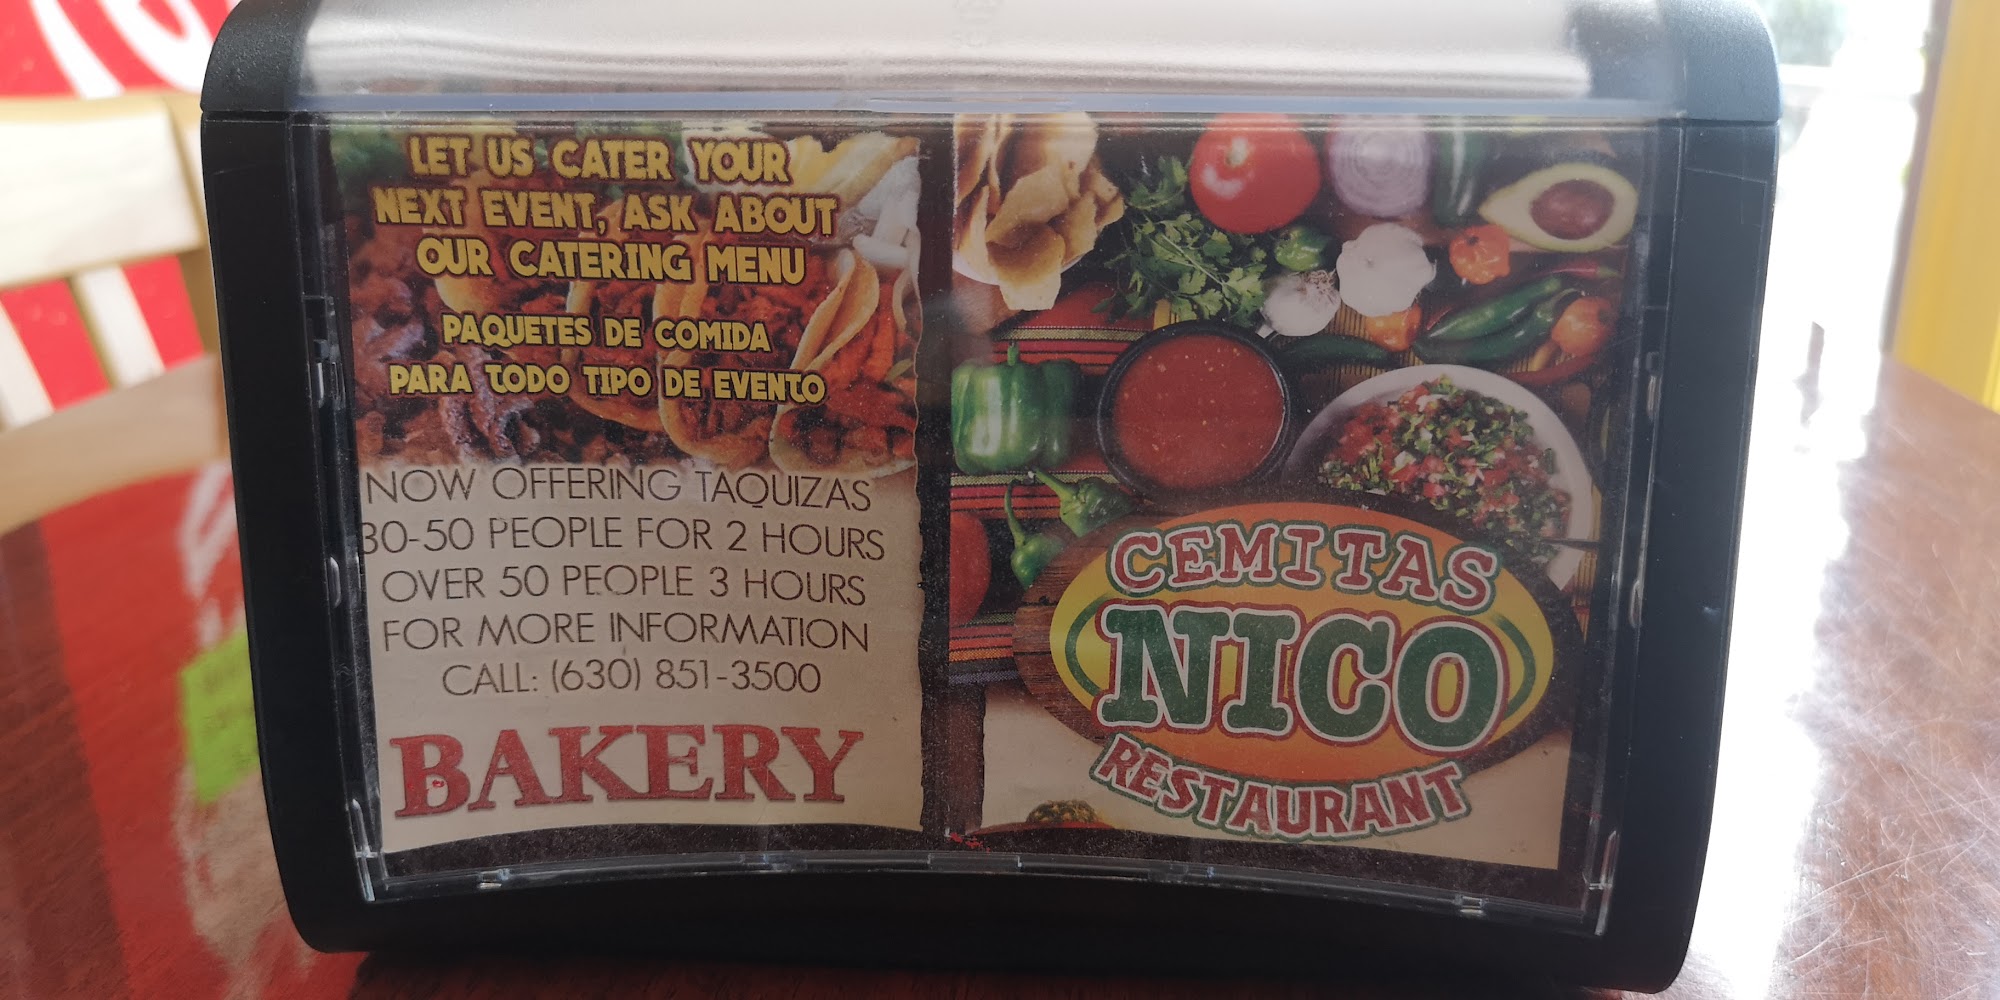 LET US CATER YOUR
NEXT EVENT, ASK ABOUT
OUR CATERING MENU
PAQUETES DE COMIDA
PARA TODO TIPO DE EVENTO
NOW OFFERING TAQUIZAS
30-50 PEOPLE FOR 2 HOURS
OVER 50 PEOPLE 3 HOURS
FOR MORE INFORMATION
CALL: (630) 851-3500
BAKERY
CEMITAS
NICO
RESTAURANT